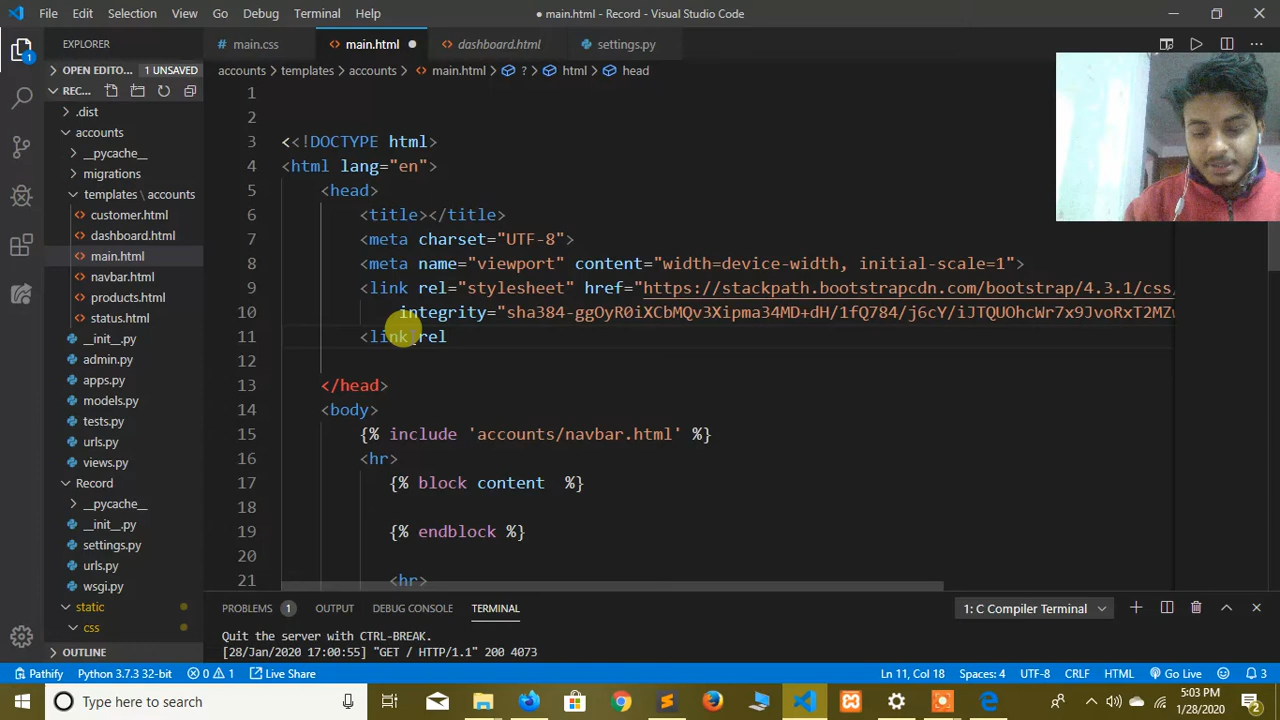 File Edit Selection View Go Debug Terminal Help ● main.html - Record - Visual Studio Code
EXPLORER main.css main.html dashboard.html settings.py
OPEN EDITO... 1 UNSAVED accounts › templates › accounts › main.html › ? › html › head
REC...
.dist
accounts
__pycache__
migrations
templates \ accounts
customer.html
dashboard.html
main.html
navbar.html
products.html
status.html
__init__.py
admin.py
apps.py
models.py
tests.py
urls.py
views.py
Record
__pycache__
__init__.py
settings.py
urls.py
wsgi.py
static
css
OUTLINE
1
2
3 <<!DOCTYPE html>
4 <html lang="en">
5 <head>
6 <title></title>
7 <meta charset="UTF-8">
8 <meta name="viewport" content="width=device-width, initial-scale=1">
9 <link rel="stylesheet" href="https://stackpath.bootstrapcdn.com/bootstrap/4.3.1/css/
10 integrity="sha384-ggOyR0iXCbMQv3Xipma34MD+dH/1fQ784/j6cY/iJTQUOhcWr7x9JvoRxT2MZ
11 <link rel
12
13 </head>
14 <body>
15 {% include 'accounts/navbar.html' %}
16 <hr>
17 {% block content %}
18
19 {% endblock %}
20
21 <hr>
PROBLEMS 1 OUTPUT DEBUG CONSOLE TERMINAL 1: C Compiler Terminal
Quit the server with CTRL-BREAK.
[28/Jan/2020 17:00:55] "GET / HTTP/1.1" 200 4073
Pathify Python 3.7.3 32-bit 0 1 Live Share Ln 11, Col 18 Spaces: 4 UTF-8 CRLF HTML Go Live 3
Type here to search 5:03 PM
1/28/2020
2